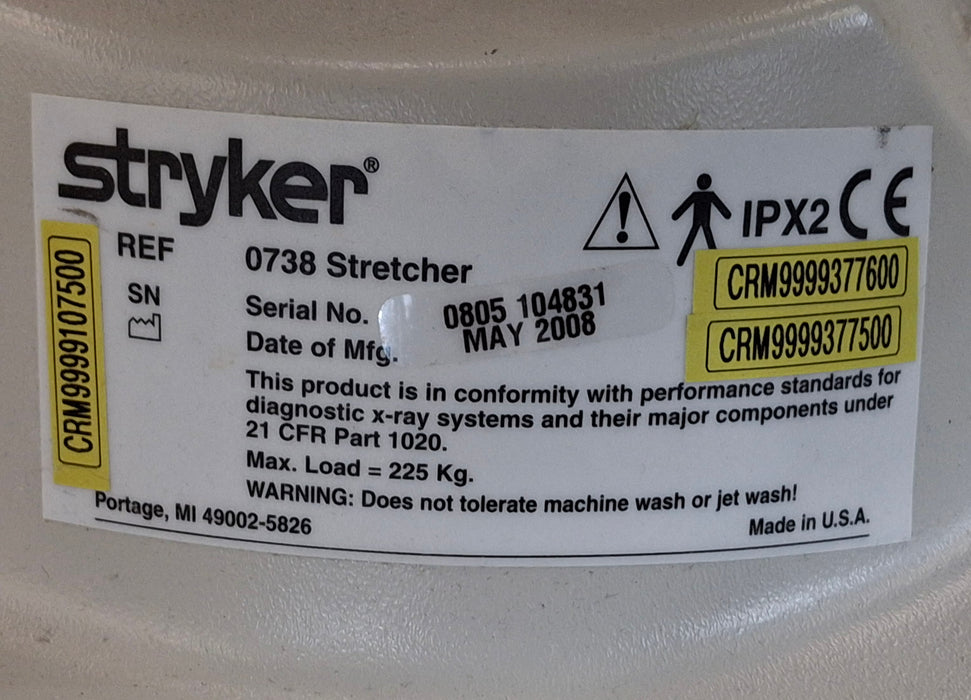 stryker®
IPX2 CE
REF 0738 Stretcher
CRM9999377600
SN Serial No. 0805 104831
Date of Mfg. MAY 2008
CRM9999377500
CRM9999107500
This product is in conformity with performance standards for
diagnostic x-ray systems and their major components under
21 CFR Part 1020.
Max. Load = 225 Kg.
WARNING: Does not tolerate machine wash or jet wash!
Portage, MI 49002-5826
Made in U.S.A.